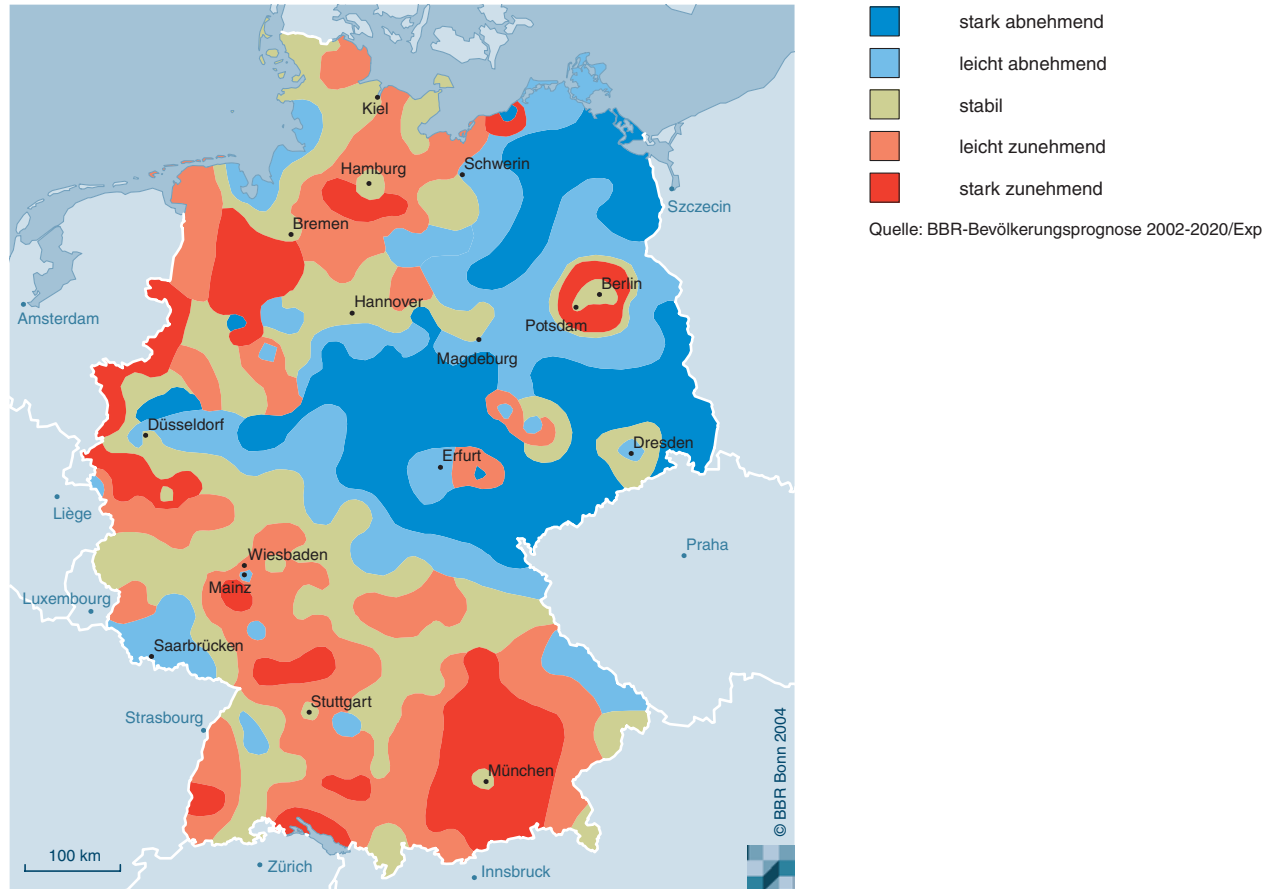 stark abnehmend
leicht abnehmend
stabil
leicht zunehmend
stark zunehmend
Quelle: BBR-Bevölkerungsprognose 2002-2020/Exp
Kiel
Hamburg
Schwerin
Szczecin
Bremen
Berlin
Amsterdam
Hannover
Potsdam
Magdeburg
Düsseldorf
Dresden
Erfurt
Liège
Praha
Wiesbaden
Mainz
Luxembourg
Saarbrücken
Stuttgart
Strasbourg
München
© BBR Bonn 2004
100 km
Zürich
Innsbruck